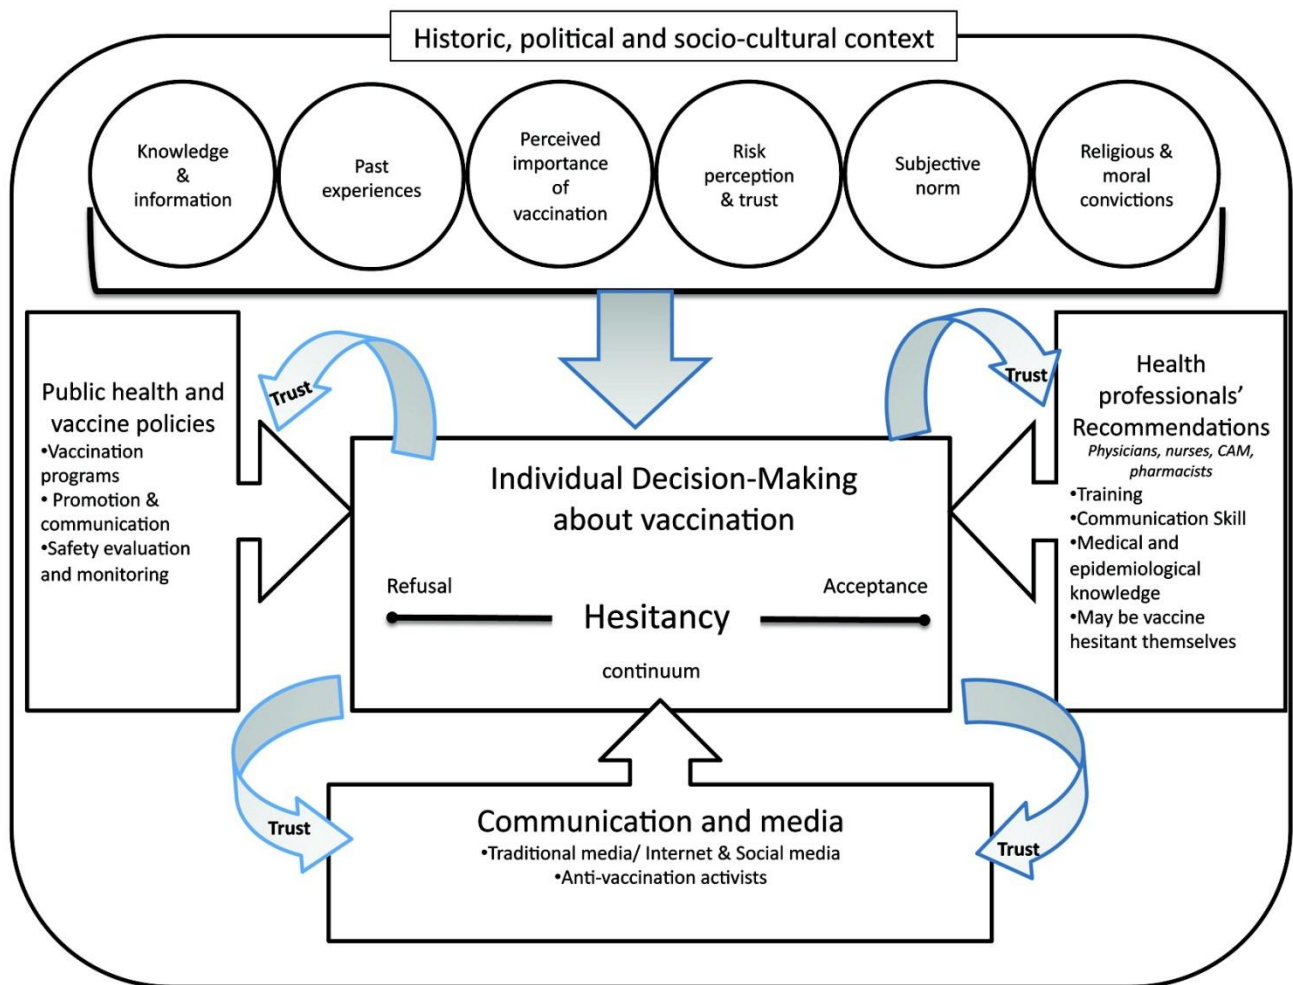 Historic, political and socio-cultural context
Knowledge
&
information
Past
experiences
Perceived
importance
of
vaccination
Risk
perception
& trust
Subjective
norm
Religious &
moral
convictions
Public health and
vaccine policies
•Vaccination
programs
• Promotion &
communication
•Safety evaluation
and monitoring
Trust
Trust
Health
professionals’
Recommendations
Physicians, nurses, CAM,
pharmacists
•Training
•Communication Skill
•Medical and
epidemiological
knowledge
•May be vaccine
hesitant themselves
Individual Decision-Making
about vaccination
Refusal
Acceptance
Hesitancy
continuum
Trust
Trust
Communication and media
•Traditional media/ Internet & Social media
•Anti-vaccination activists